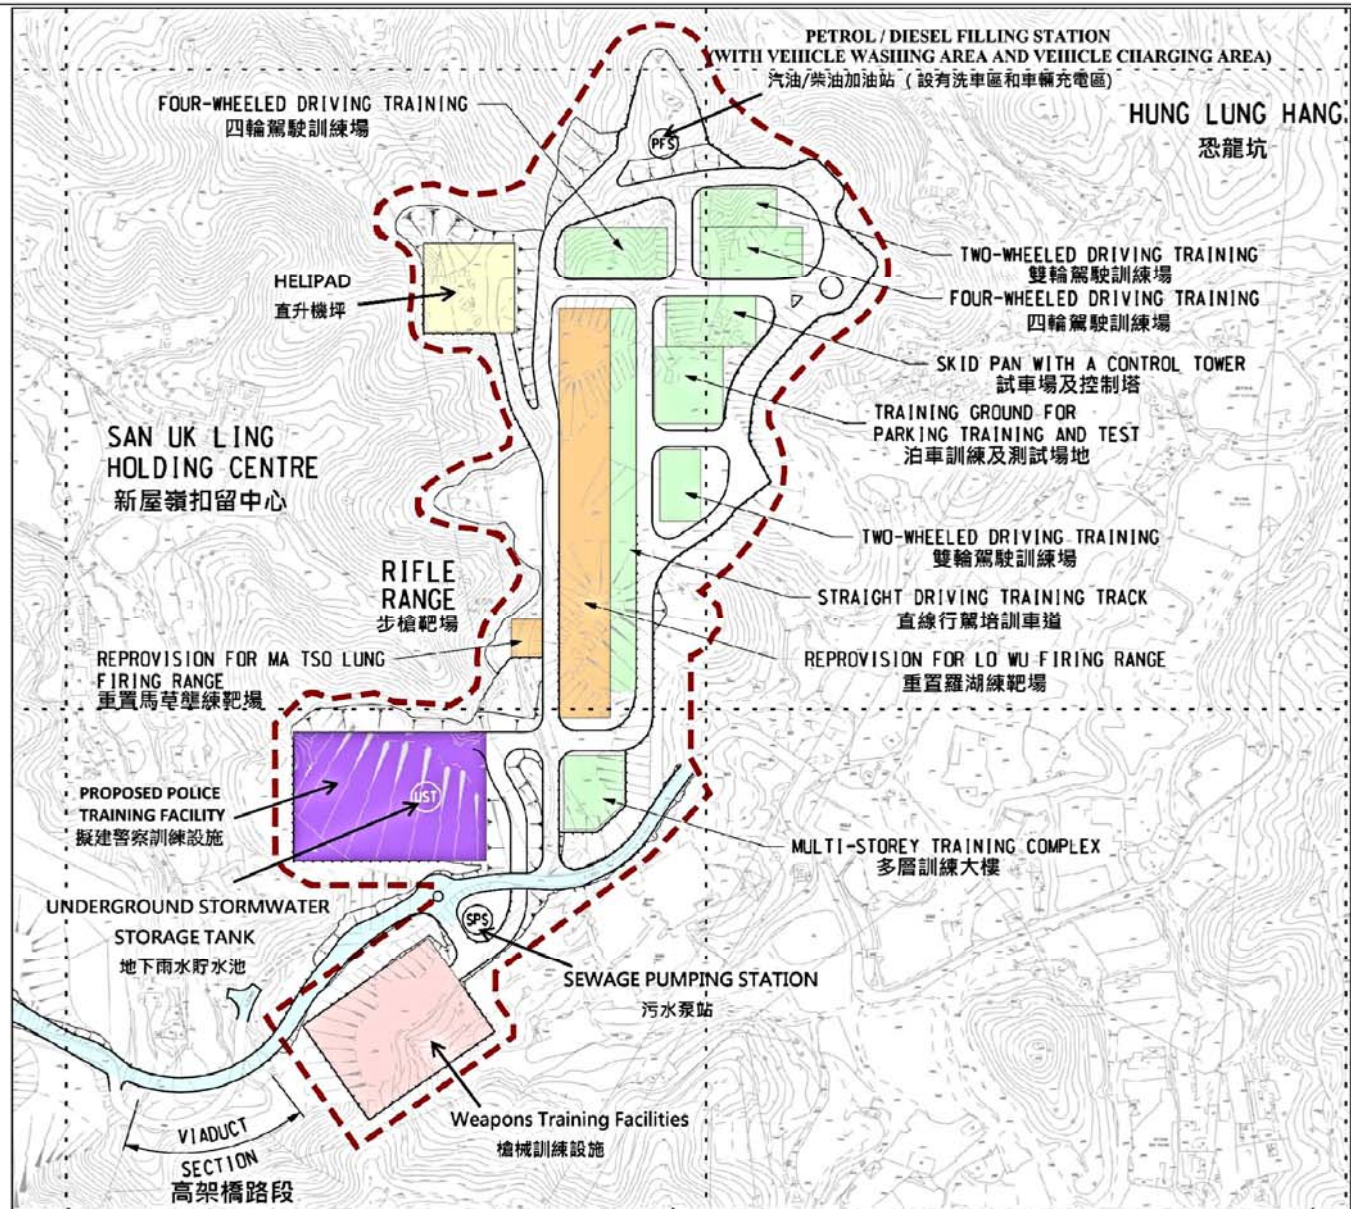 PETROL / DIESEL FILLING STATION
(WITH VEHICLE WASHING AREA AND VEHICLE CHARGING AREA)
汽油/柴油加油站 (設有洗車區和車輛充電區)
FOUR-WHEELED DRIVING TRAINING
四輪駕駛訓練場
HUNG LUNG HANG
恐龍坑
PFS
TWO-WHEELED DRIVING TRAINING
雙輪駕駛訓練場
HELIPAD
直升機坪
FOUR-WHEELED DRIVING TRAINING
四輪駕駛訓練場
SKID PAN WITH A CONTROL TOWER
試車場及控制塔
TRAINING GROUND FOR
PARKING TRAINING AND TEST
泊車訓練及測試場地
SAN UK LING
HOLDING CENTRE
新屋嶺扣留中心
TWO-WHEELED DRIVING TRAINING
雙輪駕駛訓練場
RIFLE
RANGE
步槍靶場
STRAIGHT DRIVING TRAINING TRACK
直線行駕培訓車道
REPROVISION FOR MA TSO LUNG
FIRING RANGE
重置馬草壟練靶場
REPROVISION FOR LO WU FIRING RANGE
重置羅湖練靶場
PROPOSED POLICE
TRAINING FACILITY
擬建警察訓練設施
UST
MULTI-STOREY TRAINING COMPLEX
多層訓練大樓
UNDERGROUND STORMWATER
STORAGE TANK
地下雨水貯水池
SPS
SEWAGE PUMPING STATION
污水泵站
Weapons Training Facilities
槍械訓練設施
VIADUCT
SECTION
高架橋路段